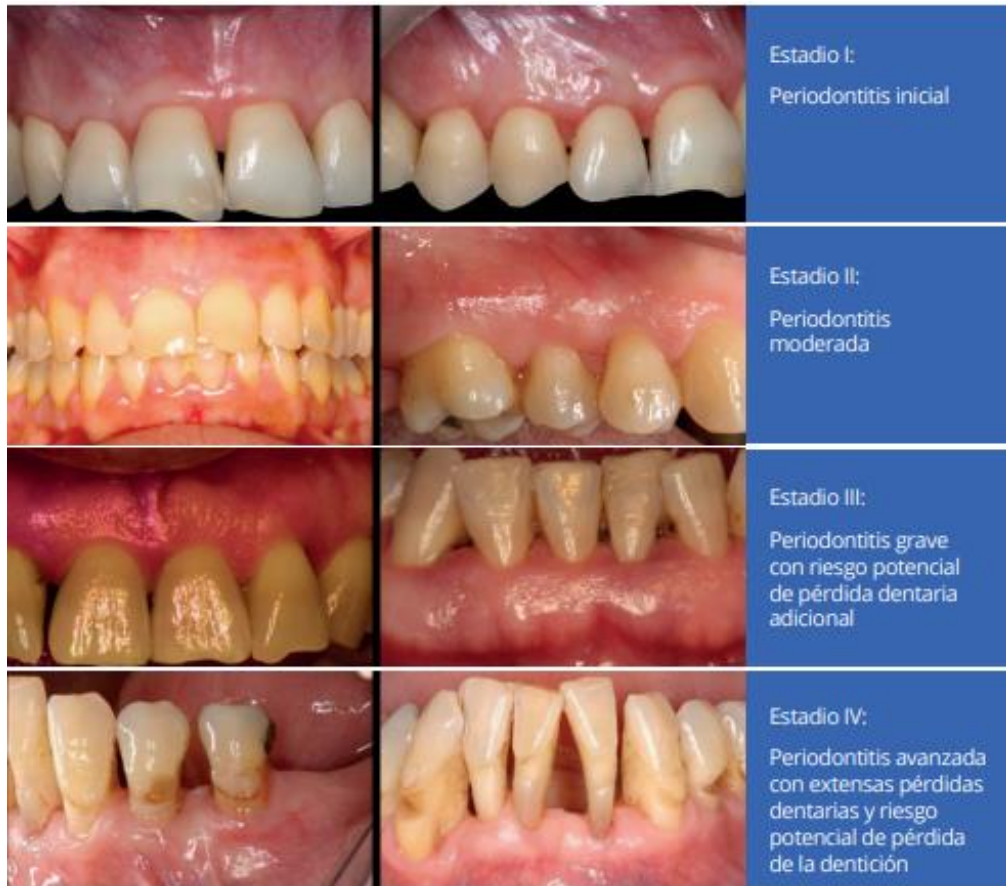 Estadio I:
Periodontitis inicial
Estadio II:
Periodontitis
moderada
Estadio III:
Periodontitis grave
con riesgo potencial
de pérdida dentaria
adicional
Estadio IV:
Periodontitis avanzada
con extensas pérdidas
dentarias y riesgo
potencial de pérdida
de la dentición